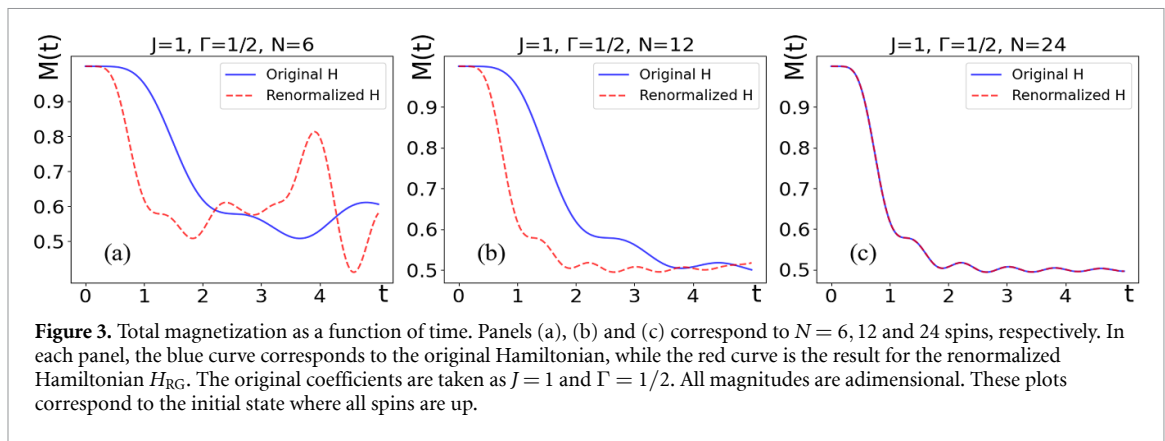 J=1, Γ=1/2, N=6
M(t)
Original H
Renormalized H
0.9
0.8
0.7
0.6
0.5
(a)
0 1 2 3 4 t
J=1, Γ=1/2, N=12
M(t)
Original H
Renormalized H
0.9
0.8
0.7
0.6
0.5
(b)
0 1 2 3 4 t
J=1, Γ=1/2, N=24
M(t)
Original H
Renormalized H
0.9
0.8
0.7
0.6
0.5
(c)
0 1 2 3 4 t
Figure 3. Total magnetization as a function of time. Panels (a), (b) and (c) correspond to N = 6, 12 and 24 spins, respectively. In
each panel, the blue curve corresponds to the original Hamiltonian, while the red curve is the result for the renormalized
Hamiltonian H_RG. The original coefficients are taken as J = 1 and Γ = 1/2. All magnitudes are adimensional. These plots
correspond to the initial state where all spins are up.